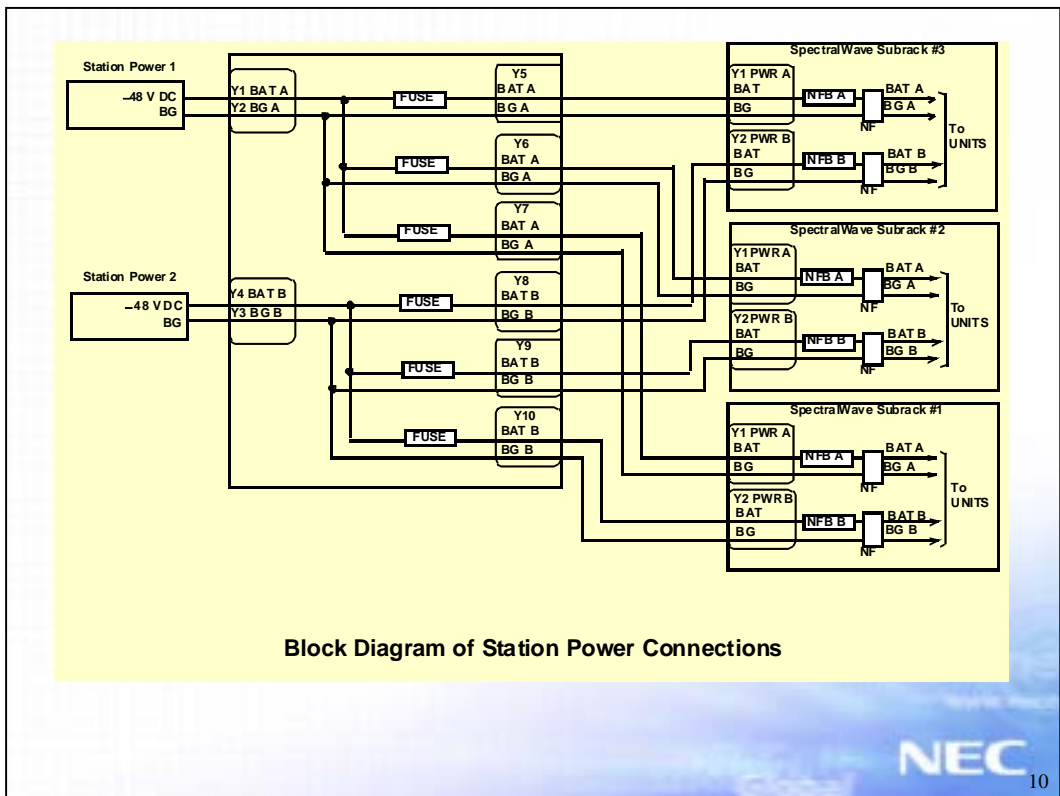 Station Power 1
–48 V DC
BG
Y1 BAT A
Y2 BG A
FUSE
Y5
BAT A
BG A
FUSE
Y6
BAT A
BG A
FUSE
Y7
BAT A
BG A
Station Power 2
–48 V DC
BG
Y4 BAT B
Y3 BG B
FUSE
Y8
BAT B
BG B
FUSE
Y9
BAT B
BG B
FUSE
Y10
BAT B
BG B
SpectralWave Subrack #3
Y1 PWR A
BAT
BG
NFB A
NF
BAT A
BG A
Y2 PWR B
BAT
BG
NFB B
NF
BAT B
BG B
To
UNITS
SpectralWave Subrack #2
Y1 PWR A
BAT
BG
NFB A
NF
BAT A
BG A
Y2 PWR B
BAT
BG
NFB B
NF
BAT B
BG B
To
UNITS
SpectralWave Subrack #1
Y1 PWR A
BAT
BG
NFB A
NF
BAT A
BG A
Y2 PWR B
BAT
BG
NFB B
NF
BAT B
BG B
To
UNITS
Block Diagram of Station Power Connections
NEC
Global
10